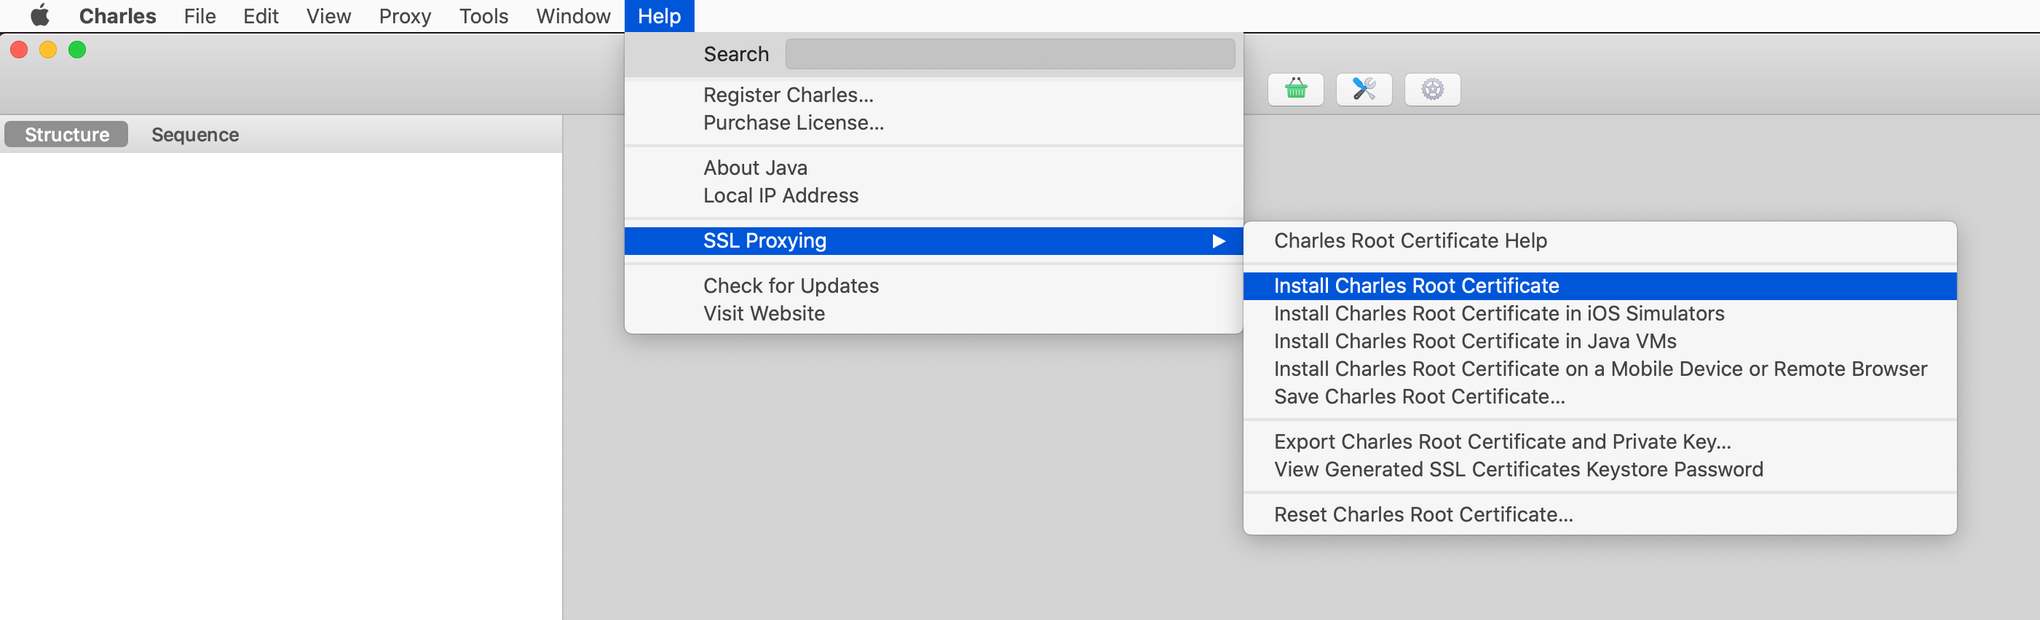 Charles File Edit View Proxy Tools Window Help
Search
Register Charles...
Purchase License...
About Java
Local IP Address
SSL Proxying
Check for Updates
Visit Website
Structure Sequence
Charles Root Certificate Help
Install Charles Root Certificate
Install Charles Root Certificate in iOS Simulators
Install Charles Root Certificate in Java VMs
Install Charles Root Certificate on a Mobile Device or Remote Browser
Save Charles Root Certificate...
Export Charles Root Certificate and Private Key...
View Generated SSL Certificates Keystore Password
Reset Charles Root Certificate...